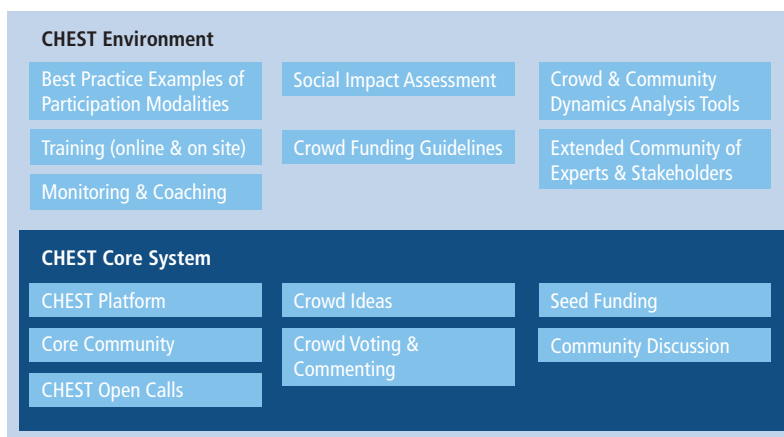 CHEST Environment
Best Practice Examples of
Participation Modalities
Training (online & on site)
Monitoring & Coaching
Social Impact Assessment
Crowd Funding Guidelines
Crowd & Community
Dynamics Analysis Tools
Extended Community of
Experts & Stakeholders
CHEST Core System
CHEST Platform
Core Community
CHEST Open Calls
Crowd Ideas
Crowd Voting &
Commenting
Seed Funding
Community Discussion